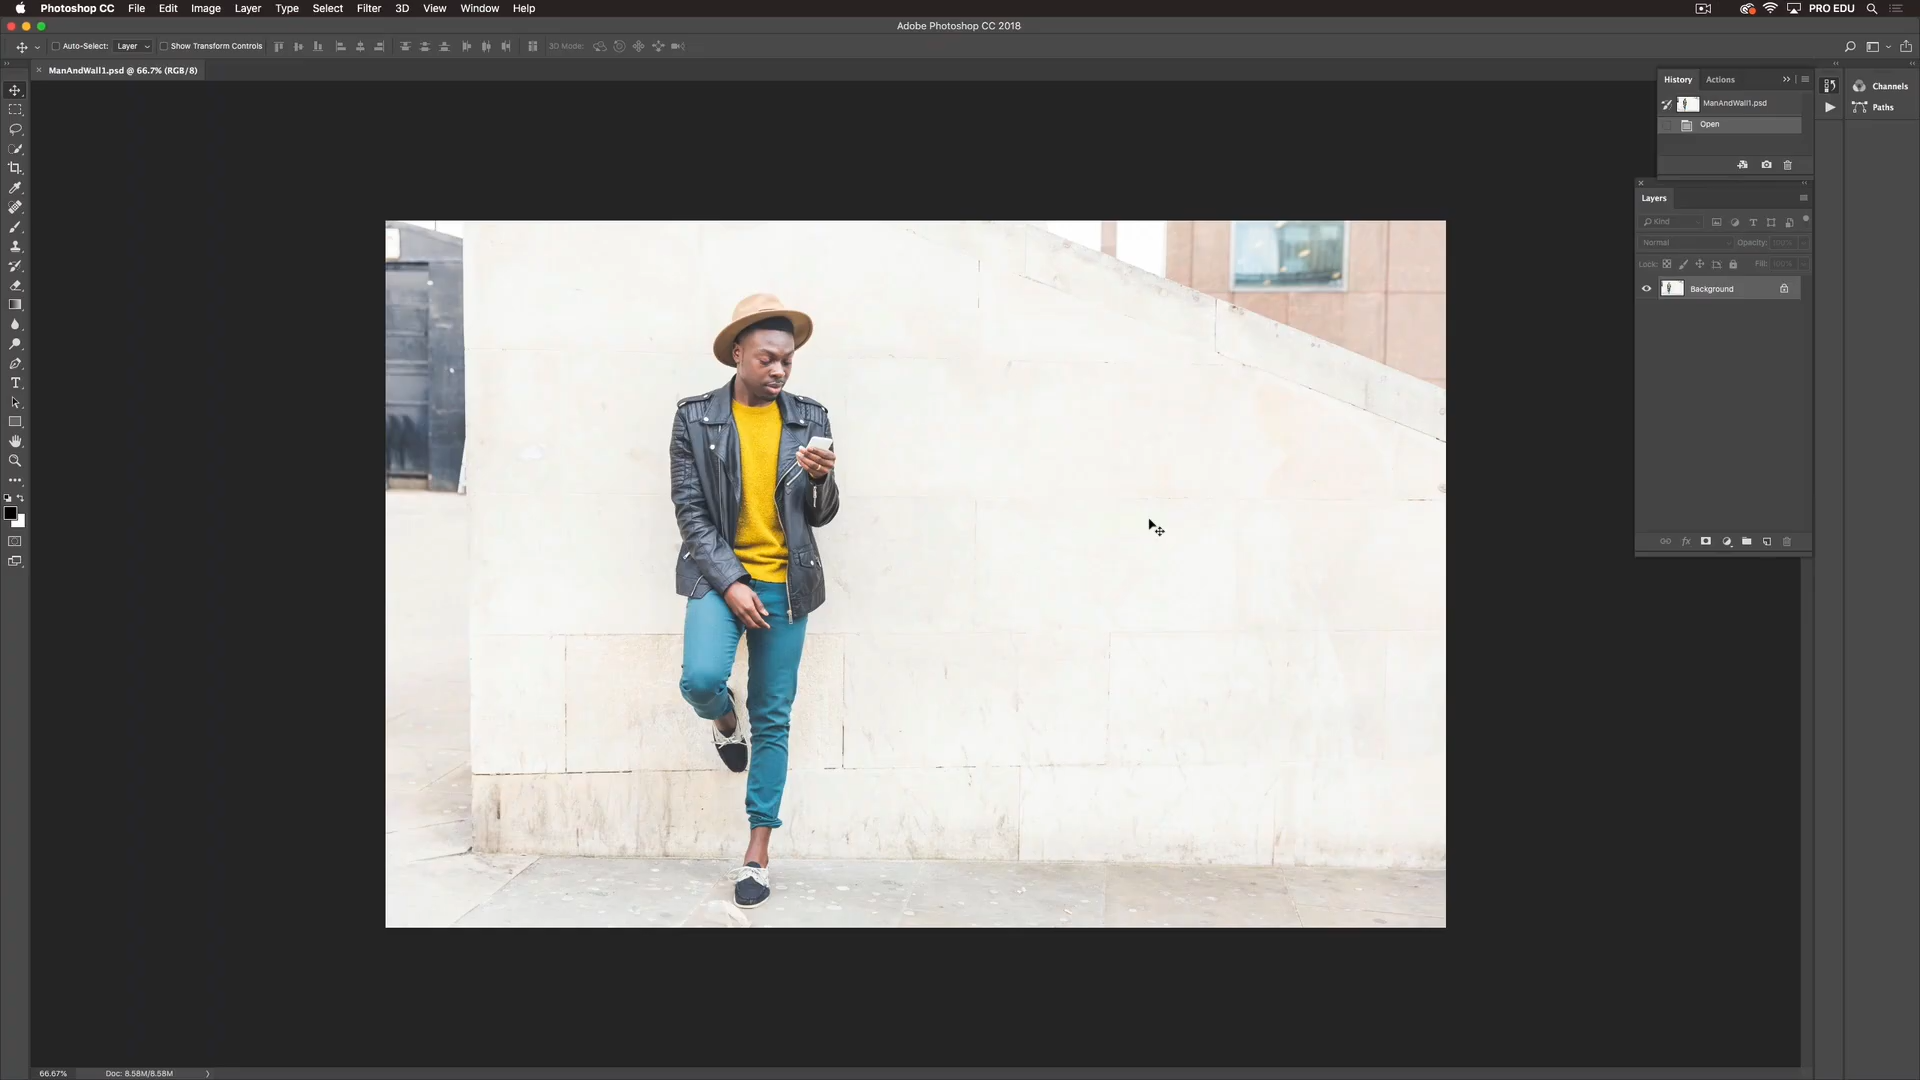 Photoshop CC File Edit Image Layer Type Select Filter 3D View Window Help PRO EDU
Adobe Photoshop CC 2018
Auto-Select: Layer Show Transform Controls 3D Mode:
ManAndWall1.psd @ 66.7% (RGB/8)
History Actions
Channels
ManAndWall1.psd
Paths
Open
Layers
Kind
Normal Opacity: 100%
Lock: Fill: 100%
Background
66.67% Doc: 8.58M/8.58M